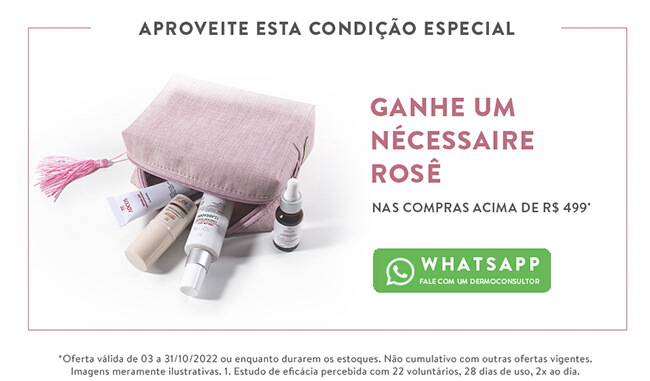 APROVEITE ESTA CONDIÇÃO ESPECIAL
GANHE UM
NÉCESSAIRE
ROSÊ
NAS COMPRAS ACIMA DE R$ 499*
WHATSAPP
FALE COM UM DERMOCONSULTOR
*Oferta válida de 03 a 31/10/2022 ou enquanto durarem os estoques. Não cumulativo com outras ofertas vigentes.
Imagens meramente ilustrativas. 1. Estudo de eficácia percebida com 22 voluntários, 28 dias de uso, 2x ao dia.